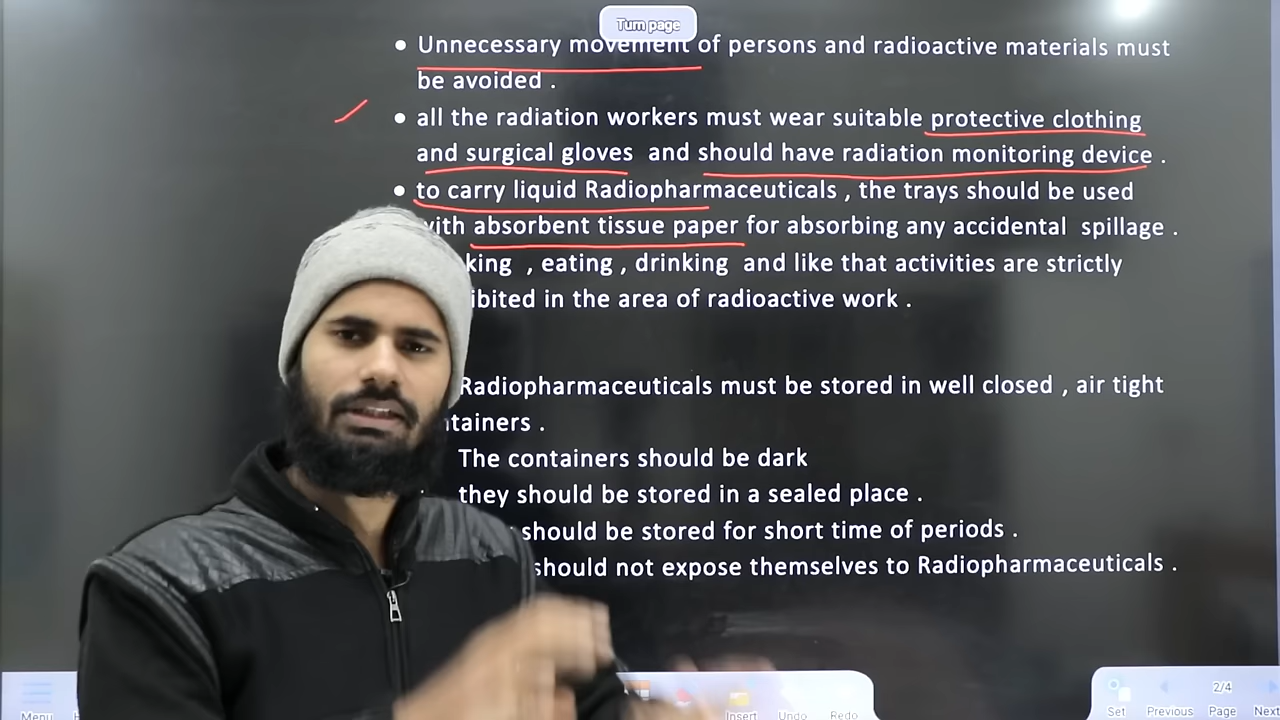 Turn page
• Unnecessary movement of persons and radioactive materials must
be avoided .
• all the radiation workers must wear suitable protective clothing
and surgical gloves and should have radiation monitoring device .
• to carry liquid Radiopharmaceuticals , the trays should be used
with absorbent tissue paper for absorbing any accidental spillage .
king , eating , drinking and like that activities are strictly
ibited in the area of radioactive work .
Radiopharmaceuticals must be stored in well closed , air tight
ntainers .
The containers should be dark
they should be stored in a sealed place .
should be stored for short time of periods .
should not expose themselves to Radiopharmaceuticals .
Menu Insert Undo Redo Set Previous 2/4 Page Next